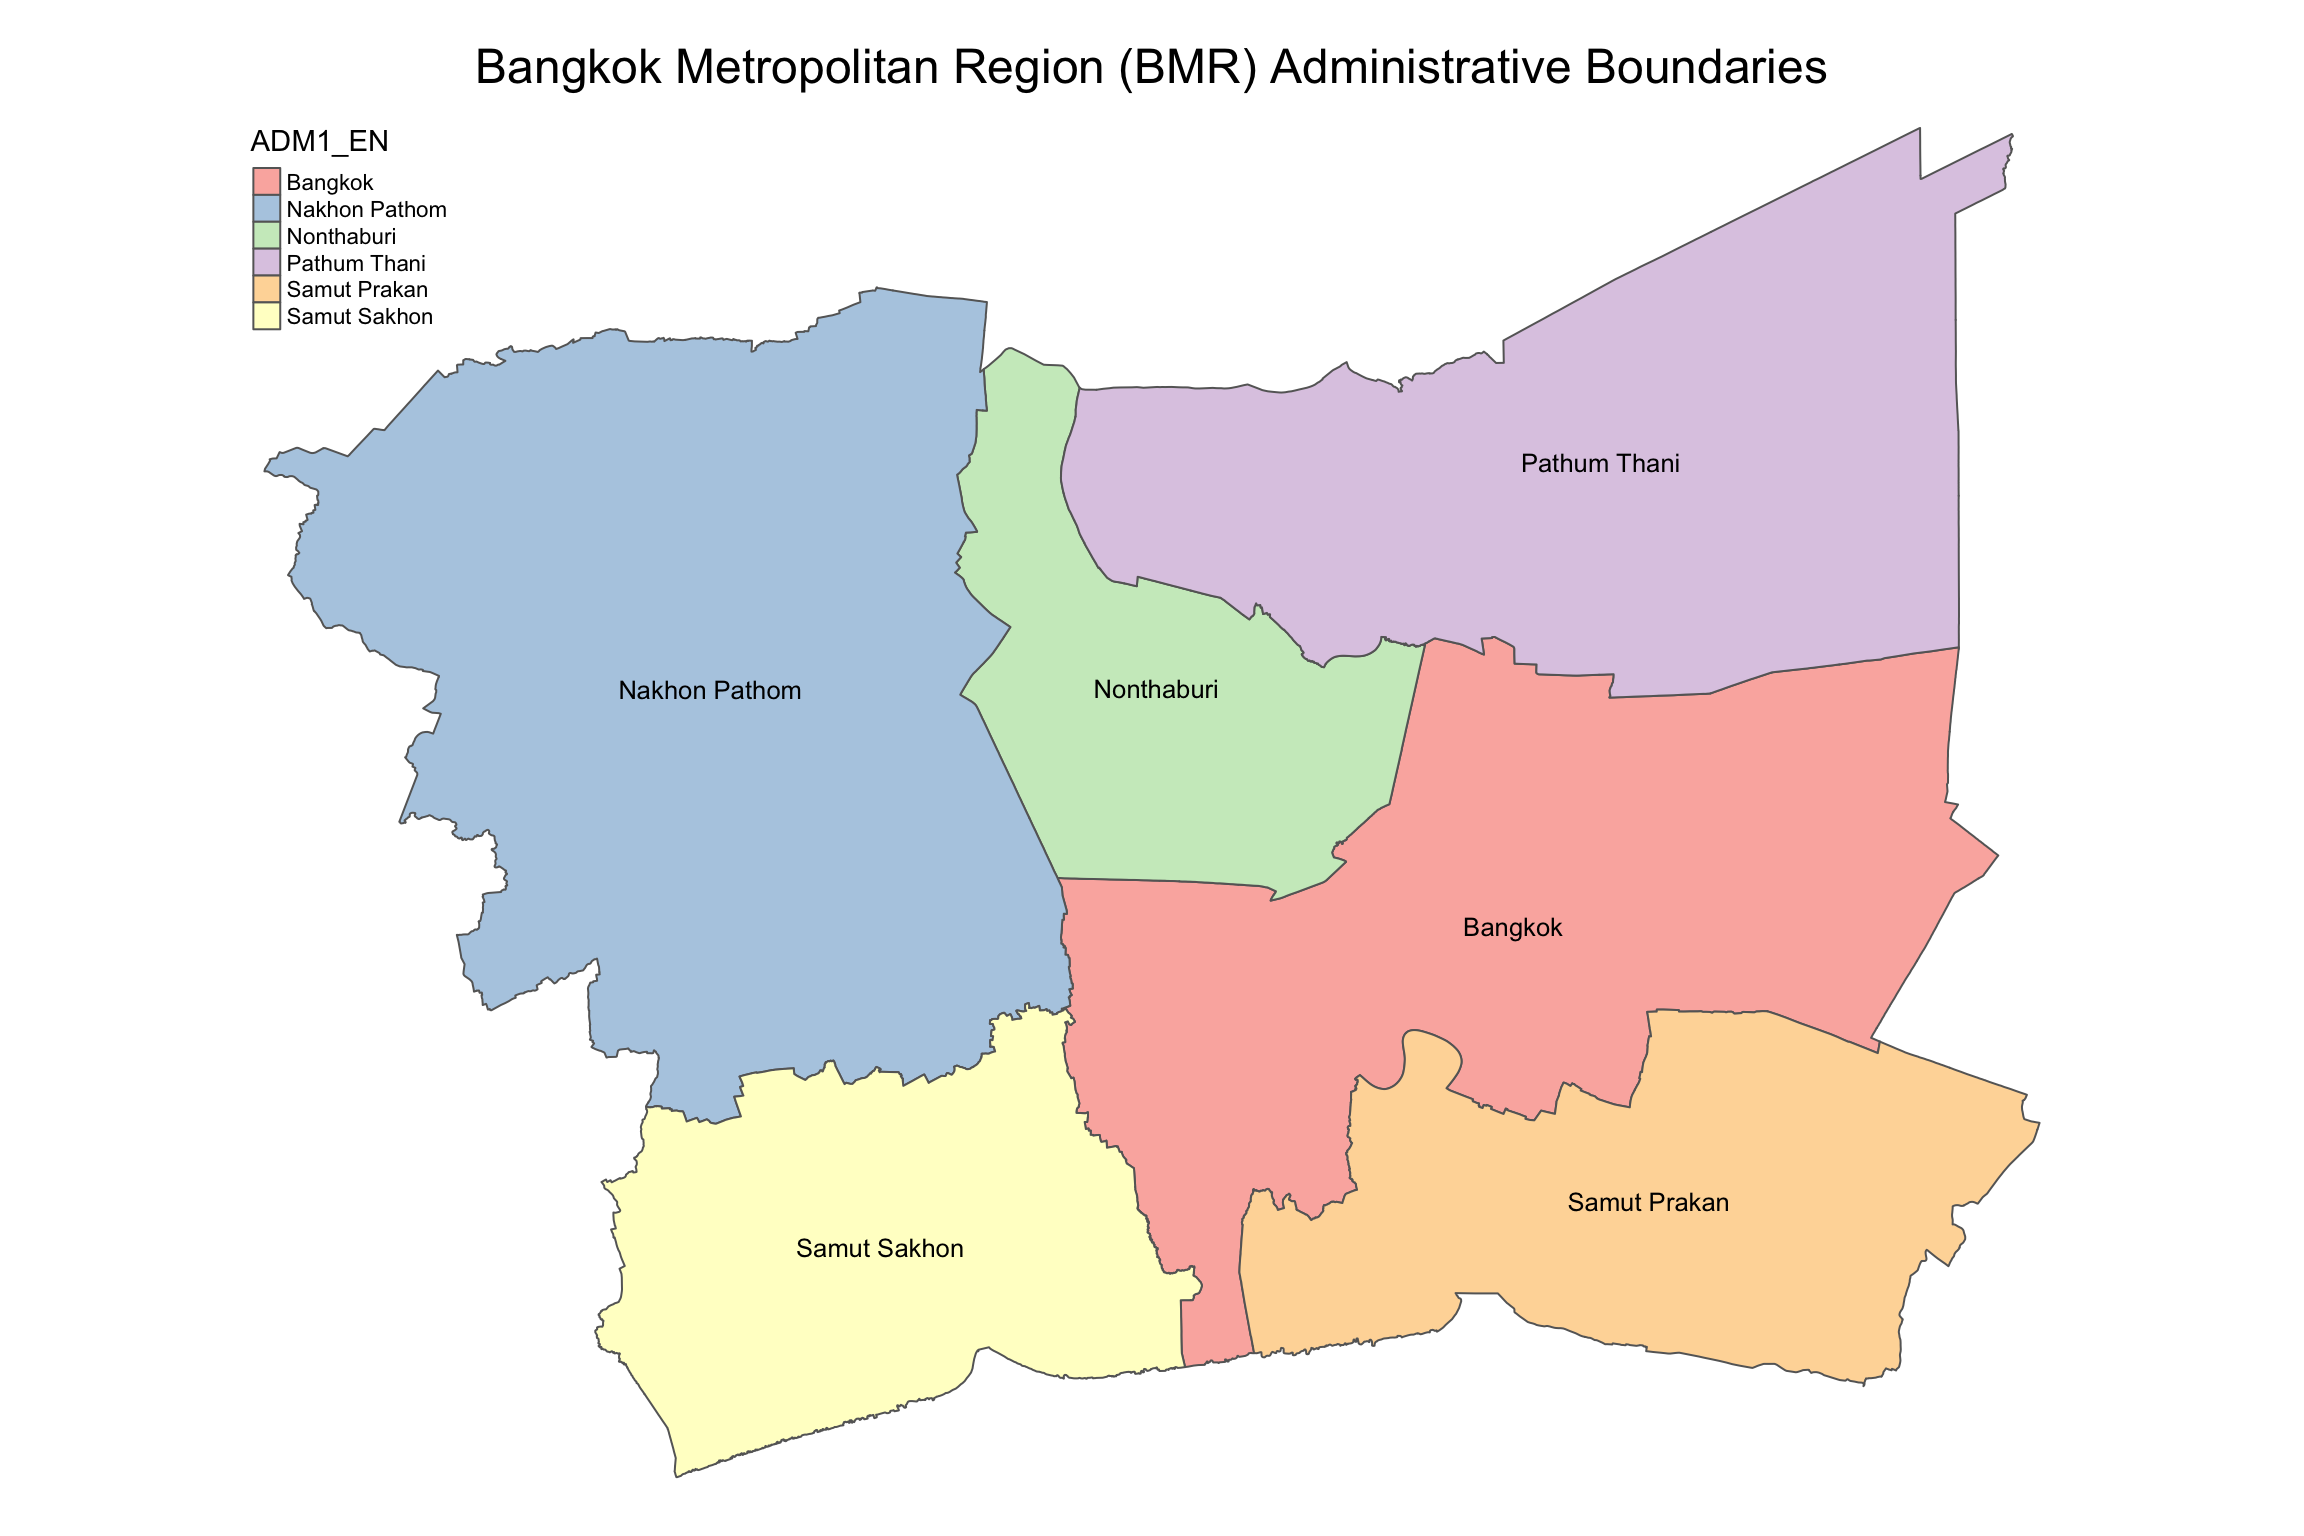 Bangkok Metropolitan Region (BMR) Administrative Boundaries
ADM1_EN
Bangkok
Nakhon Pathom
Nonthaburi
Pathum Thani
Samut Prakan
Samut Sakhon
Pathum Thani
Nakhon Pathom
Nonthaburi
Bangkok
Samut Prakan
Samut Sakhon